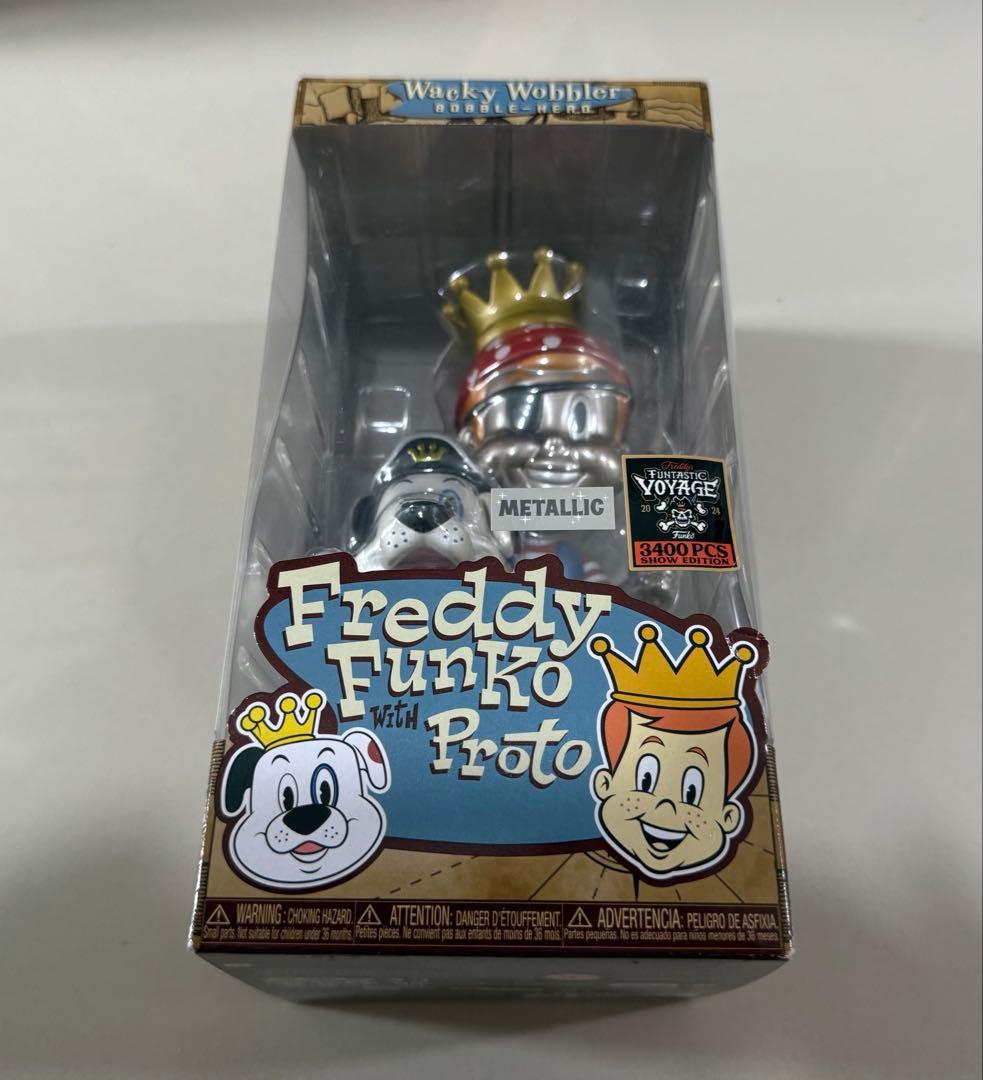 Wacky Wobbler
BOBBLE-HEAD
METALLIC
Freddy's
FUNTASTIC
VOYAGE
20 24
Funko
3400 PCS
SHOW EDITION
Freddy
Funko
with
Proto
WARNING: CHOKING HAZARD.
Small parts. Not suitable for children under 36 months.
ATTENTION: DANGER D'ÉTOUFFEMENT.
Petites pièces. Ne convient pas aux enfants de moins de 36 mois.
ADVERTENCIA: PELIGRO DE ASFIXIA.
Partes pequeñas. No es adecuado para niños menores de 36 meses.